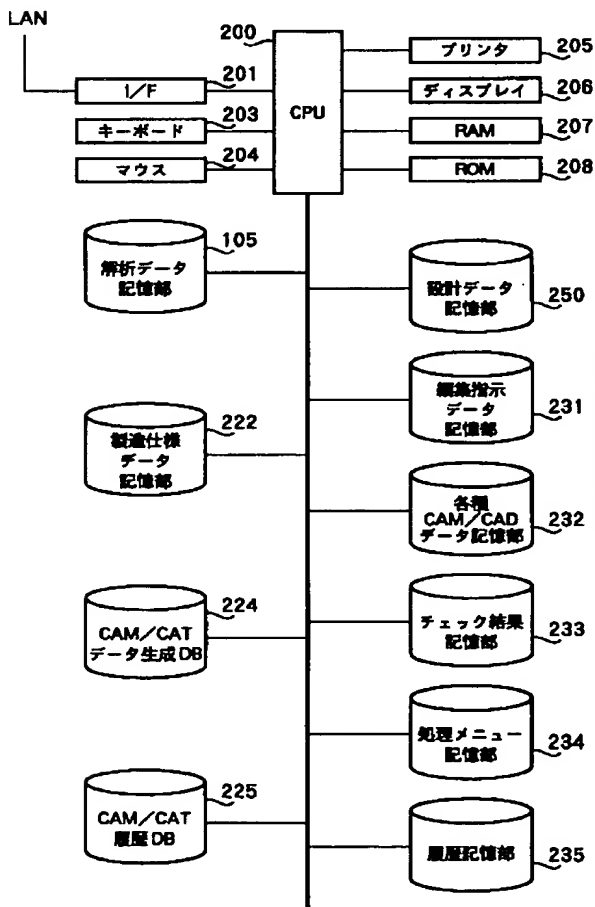 LAN
200
CPU
201
I/F
203
キーボード
204
マウス
プリンタ
205
ディスプレイ
206
RAM
207
ROM
208
105
解析データ
記憶部
設計データ
記憶部
250
編集指示
データ
記憶部
231
222
製造仕様
データ
記憶部
各種
CAM/CAD
データ記憶部
232
224
CAM/CAT
データ生成DB
チェック結果
記憶部
233
処理メニュー
記憶部
234
225
CAM/CAT
履歴DB
履歴記憶部
235